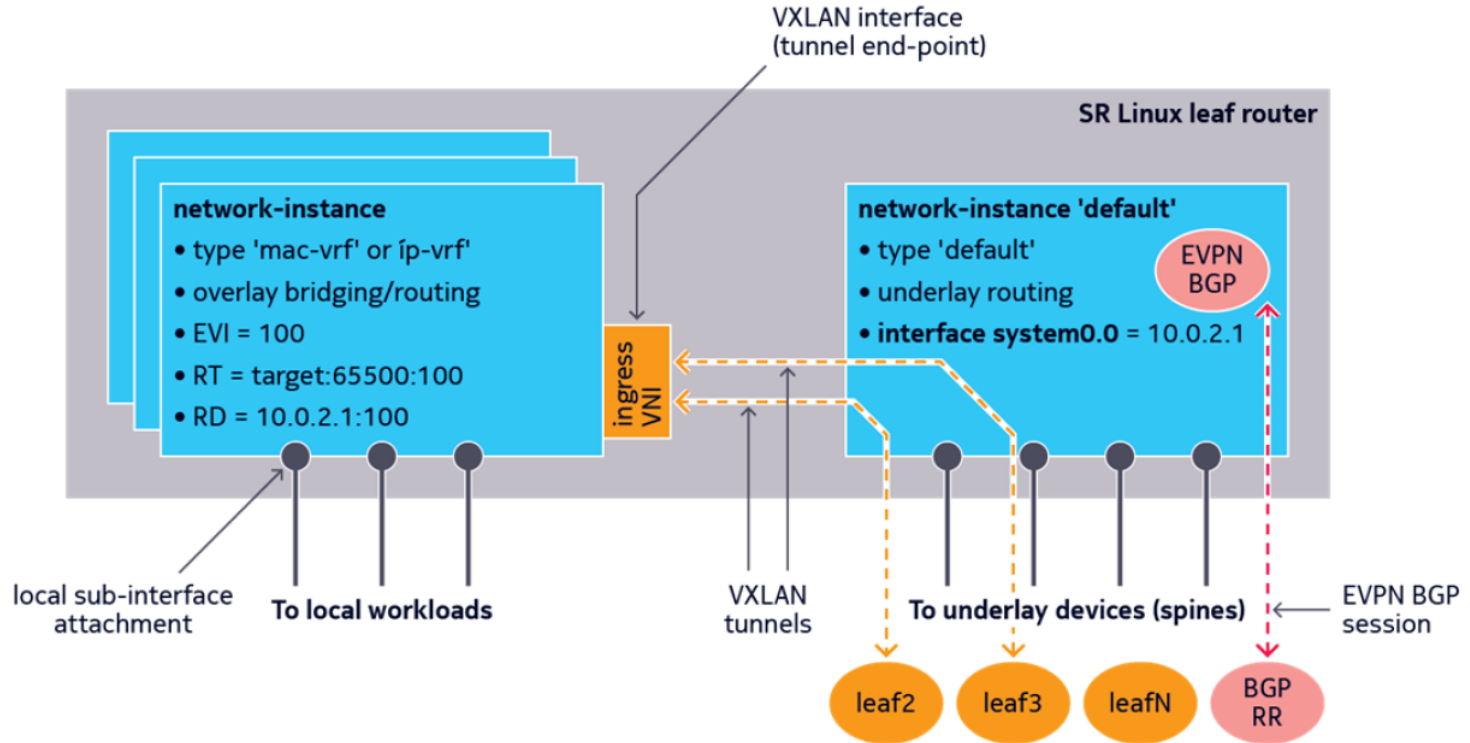 VXLAN interface
(tunnel end-point)
SR Linux leaf router
network-instance
• type 'mac-vrf' or íp-vrf'
• overlay bridging/routing
• EVI = 100
• RT = target:65500:100
• RD = 10.0.2.1:100
ingress
VNI
network-instance 'default'
• type 'default'
• underlay routing
• interface system0.0 = 10.0.2.1
EVPN
BGP
local sub-interface
attachment
To local workloads
VXLAN
tunnels
To underlay devices (spines)
EVPN BGP
session
leaf2
leaf3
leafN
BGP
RR